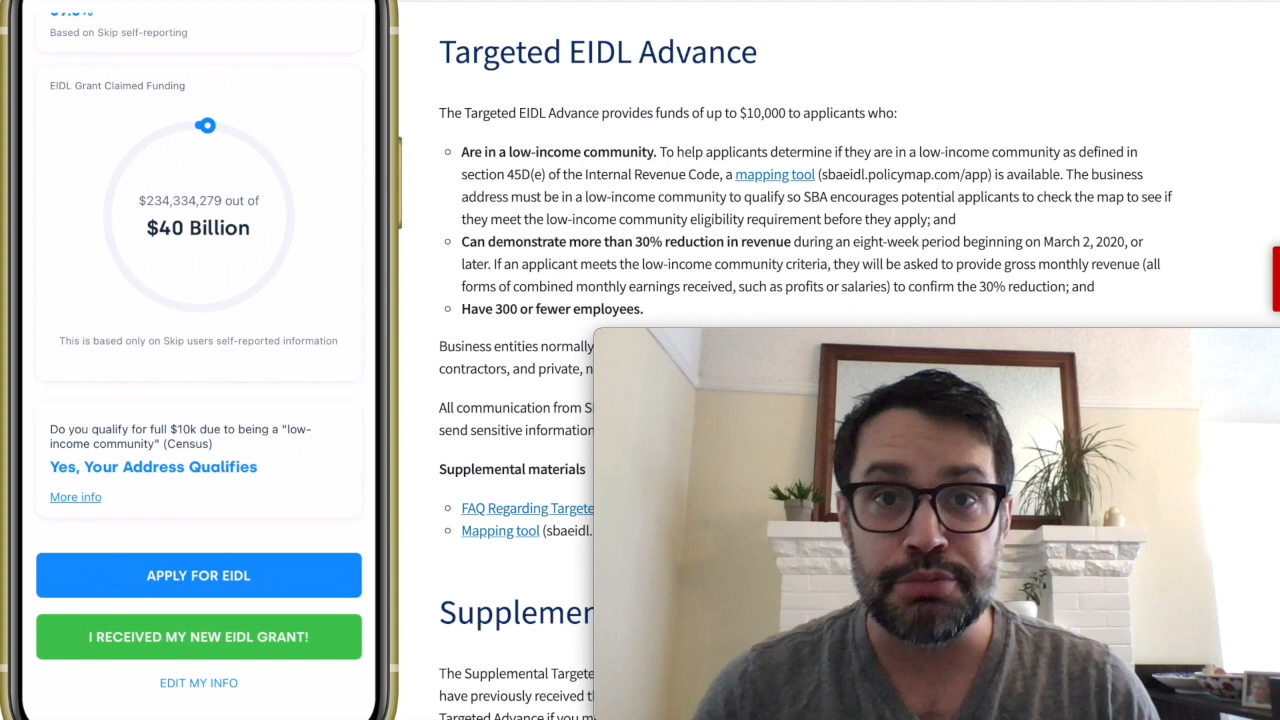 Based on Skip self-reporting
EIDL Grant Claimed Funding
$234,334,279 out of
$40 Billion
This is based only on Skip users self-reported information
Do you qualify for full $10k due to being a "low-
income community" (Census)
Yes, Your Address Qualifies
More info
APPLY FOR EIDL
I RECEIVED MY NEW EIDL GRANT!
EDIT MY INFO
Targeted EIDL Advance
The Targeted EIDL Advance provides funds of up to $10,000 to applicants who:
Are in a low-income community. To help applicants determine if they are in a low-income community as defined in
section 45D(e) of the Internal Revenue Code, a mapping tool (sbaeidl.policymap.com/app) is available. The business
address must be in a low-income community to qualify so SBA encourages potential applicants to check the map to see if
they meet the low-income community eligibility requirement before they apply; and
Can demonstrate more than 30% reduction in revenue during an eight-week period beginning on March 2, 2020, or
later. If an applicant meets the low-income community criteria, they will be asked to provide gross monthly revenue (all
forms of combined monthly earnings received, such as profits or salaries) to confirm the 30% reduction; and
Have 300 or fewer employees.
Business entities normally
contractors, and private, n
All communication from S
send sensitive information
Supplemental materials
FAQ Regarding Targete
Mapping tool (sbaeidl.
Supplemen
The Supplemental Targete
have previously received t
Targeted Advance if you m